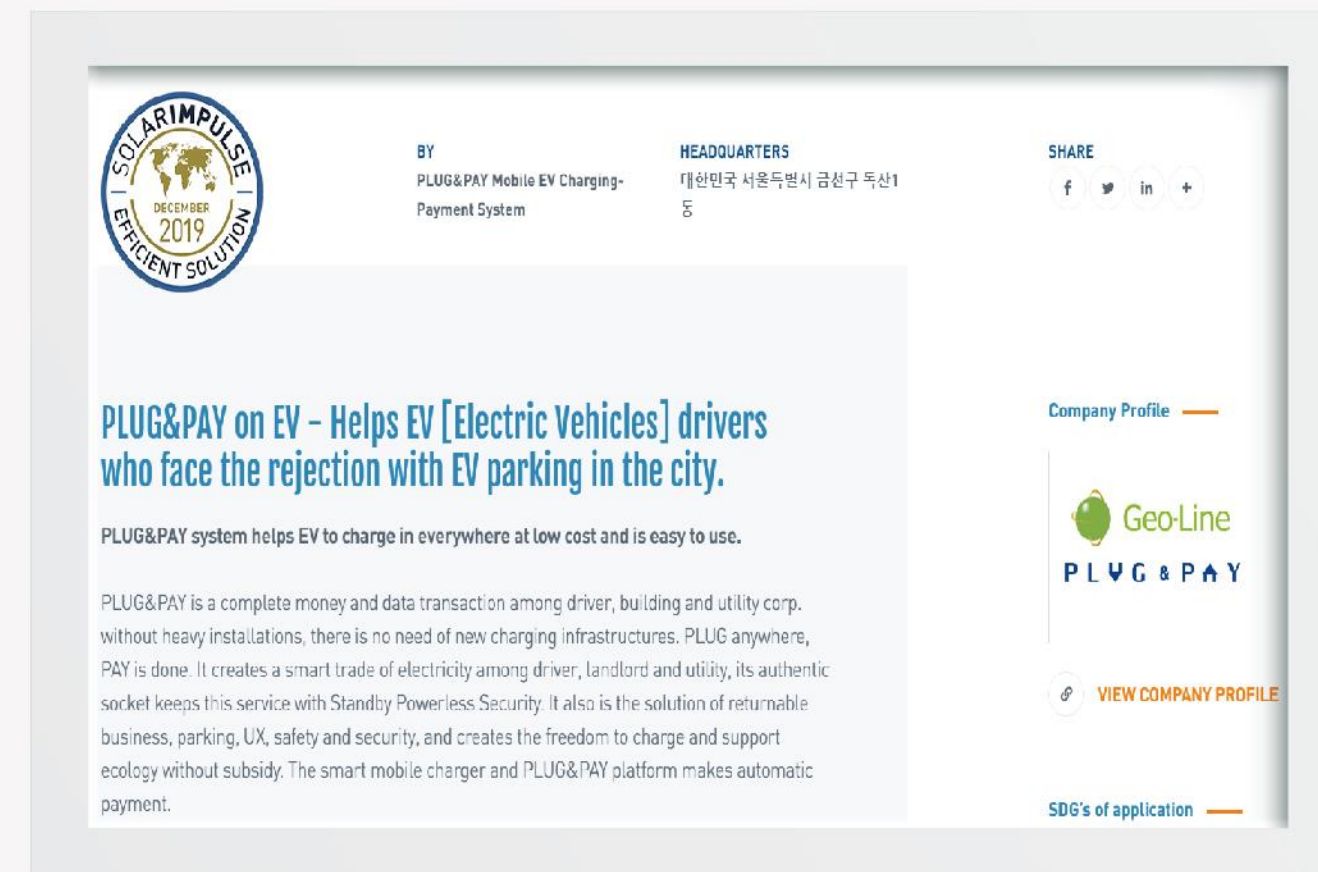 SOLARIMPULSE
DECEMBER
2019
EFFICIENT SOLUTION
BY
PLUG&PAY Mobile EV Charging-
Payment System
HEADQUARTERS
대한민국 서울특별시 금천구 독산1
동
SHARE
f in +
PLUG&PAY on EV – Helps EV [Electric Vehicles] drivers
who face the rejection with EV parking in the city.
PLUG&PAY system helps EV to charge in everywhere at low cost and is easy to use.
PLUG&PAY is a complete money and data transaction among driver, building and utility corp.
without heavy installations, there is no need of new charging infrastructures. PLUG anywhere,
PAY is done. It creates a smart trade of electricity among driver, landlord and utility, its authentic
socket keeps this service with Standby Powerless Security. It also is the solution of returnable
business, parking, UX, safety and security, and creates the freedom to charge and support
ecology without subsidy. The smart mobile charger and PLUG&PAY platform makes automatic
payment.
Company Profile
Geo-Line
PLUG & PAY
VIEW COMPANY PROFILE
SDG's of application